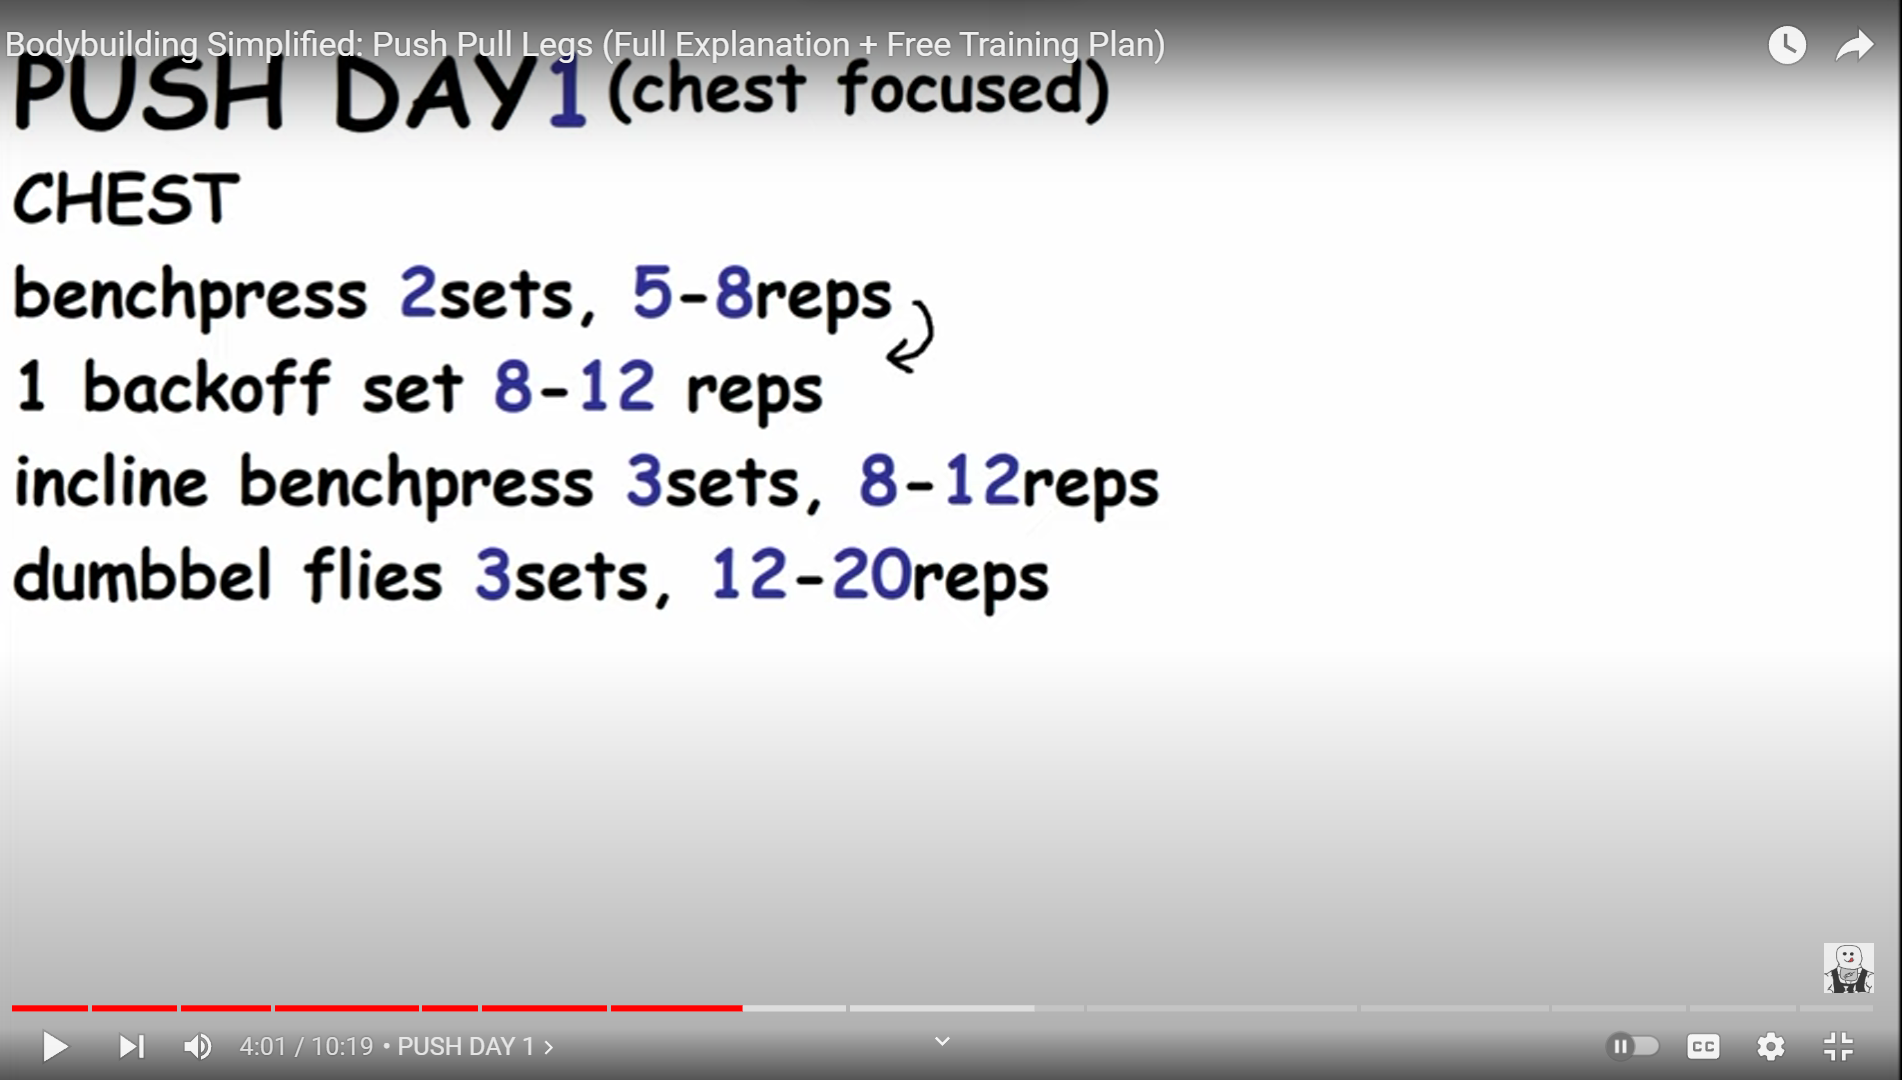 Bodybuilding Simplified: Push Pull Legs (Full Explanation + Free Training Plan)
PUSH DAY1 (chest focused)
CHEST
benchpress 2sets, 5-8reps
1 backoff set 8-12 reps
incline benchpress 3sets, 8-12reps
dumbbel flies 3sets, 12-20reps
4:01 / 10:19 • PUSH DAY 1 >
CC